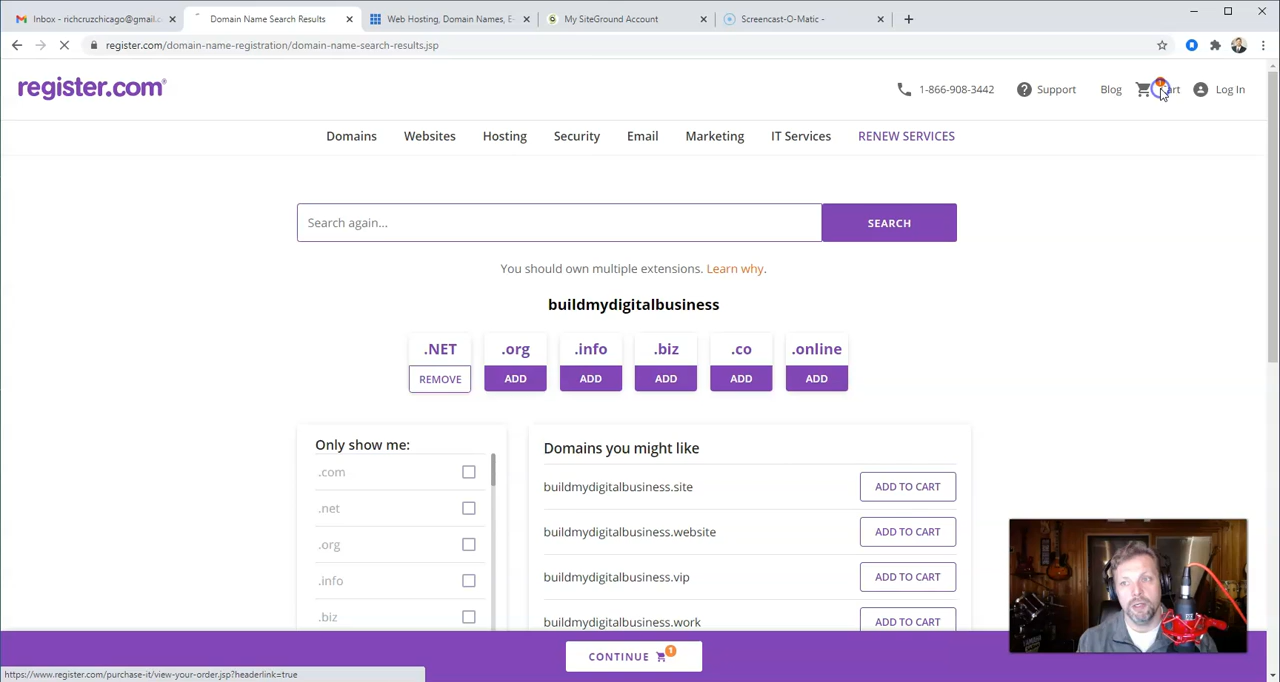 Inbox - richcruzchicago@gmail.c
Domain Name Search Results
Web Hosting, Domain Names, E-
My SiteGround Account
Screencast-O-Matic -
register.com/domain-name-registration/domain-name-search-results.jsp
register.com®
1-866-908-3442
Support
Blog
1
Log In
Domains
Websites
Hosting
Security
Email
Marketing
IT Services
RENEW SERVICES
Search again...
SEARCH
You should own multiple extensions. Learn why.
buildmydigitalbusiness
.NET
.org
.info
.biz
.co
.online
REMOVE
ADD
ADD
ADD
ADD
ADD
Only show me:
.com
.net
.org
.info
.biz
Domains you might like
buildmydigitalbusiness.site
ADD TO CART
buildmydigitalbusiness.website
ADD TO CART
buildmydigitalbusiness.vip
ADD TO CART
buildmydigitalbusiness.work
ADD TO CART
CONTINUE
1
https://www.register.com/purchase-it/view-your-order.jsp?headerlink=true